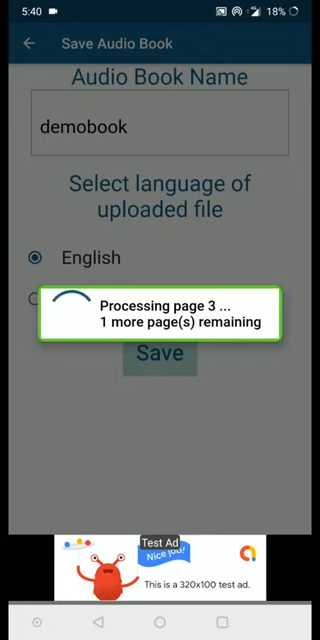 5:40
18%
Save Audio Book
Audio Book Name
demobook
Select language of
uploaded file
English
Processing page 3 ...
1 more page(s) remaining
Save
Test Ad
Nice job!
This is a 320x100 test ad.